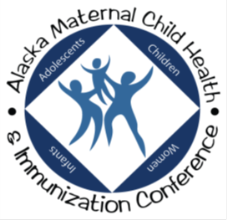 Alaska Maternal Child Health
& Immunization Conference
Adolescents
Children
Infants
Women